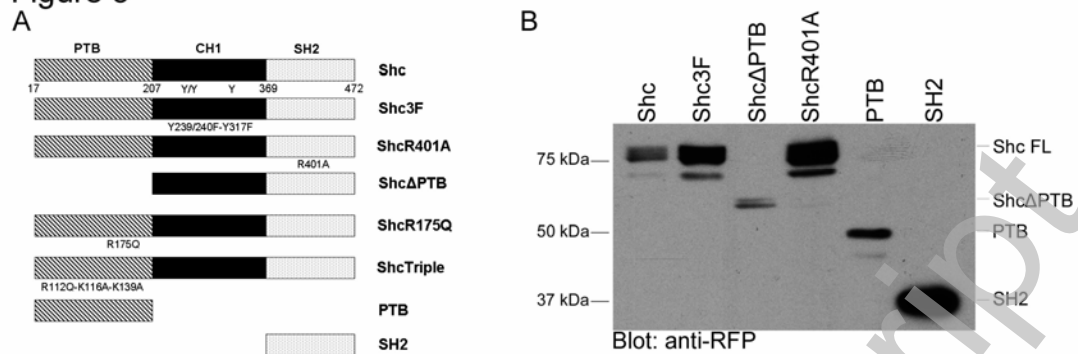 A
PTB CH1 SH2
Shc
17 207 Y/Y Y 369 472
Shc3F
Y239/240F-Y317F
ShcR401A
R401A
ShcΔPTB
ShcR175Q
R175Q
ShcTriple
R112Q-K116A-K139A
PTB
SH2
B
Shc Shc3F ShcΔPTB ShcR401A PTB SH2
75 kDa
50 kDa
37 kDa
Shc FL
ShcΔPTB
PTB
SH2
Blot: anti-RFP